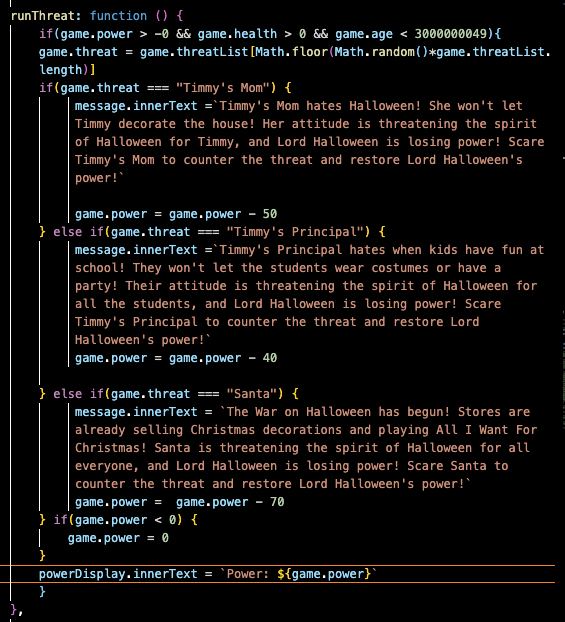 runThreat: function () {
if(game.power > -0 && game.health > 0 && game.age < 3000000049){
game.threat = game.threatList[Math.floor(Math.random()*game.threatList.
length)]
if(game.threat === "Timmy's Mom") {
message.innerText =`Timmy's Mom hates Halloween! She won't let
Timmy decorate the house! Her attitude is threatening the spirit
of Halloween for Timmy, and Lord Halloween is losing power! Scare
Timmy's Mom to counter the threat and restore Lord Halloween's
power!`
game.power = game.power - 50
} else if(game.threat === "Timmy's Principal") {
message.innerText =`Timmy's Principal hates when kids have fun at
school! They won't let the students wear costumes or have a
party! Their attitude is threatening the spirit of Halloween for
all the students, and Lord Halloween is losing power! Scare
Timmy's Principal to counter the threat and restore Lord
Halloween's power!`
game.power = game.power - 40
} else if(game.threat === "Santa") {
message.innerText = `The War on Halloween has begun! Stores are
already selling Christmas decorations and playing All I Want For
Christmas! Santa is threatening the spirit of Halloween for all
everyone, and Lord Halloween is losing power! Scare Santa to
counter the threat and restore Lord Halloween's power!`
game.power =  game.power - 70
} if(game.power < 0) {
game.power = 0
}
powerDisplay.innerText = `Power: ${game.power}`
}
},